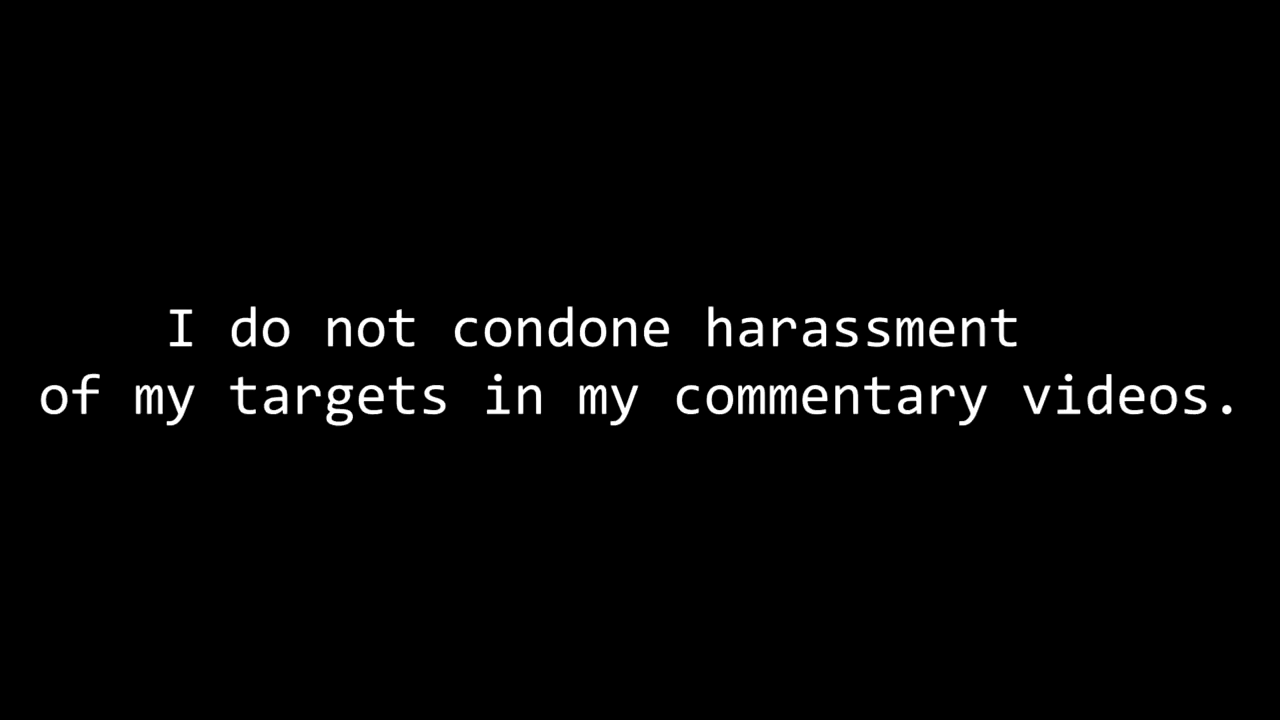 I do not condone harassment
of my targets in my commentary videos.